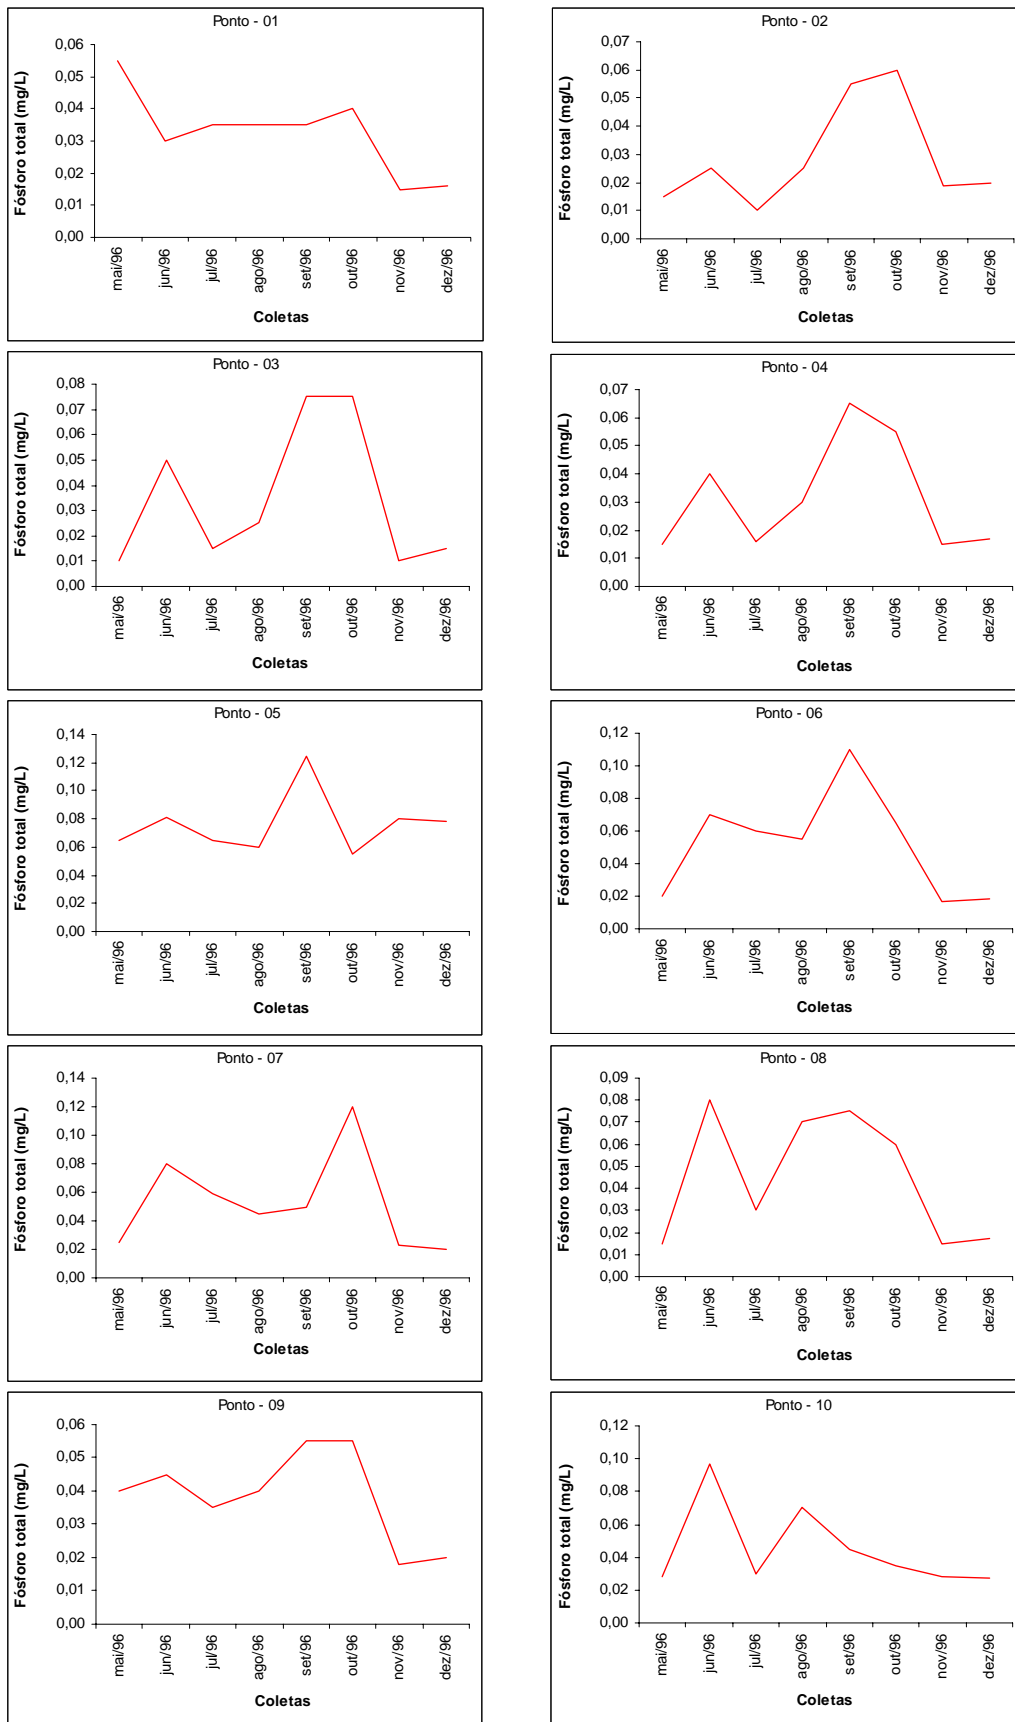 Ponto - 01
Fósforo total (mg/L)
0,06
0,05
0,04
0,03
0,02
0,01
0,00
mai/96
jun/96
jul/96
ago/96
set/96
out/96
nov/96
dez/96
Coletas
Ponto - 02
Fósforo total (mg/L)
0,07
0,06
0,05
0,04
0,03
0,02
0,01
0,00
mai/96
jun/96
jul/96
ago/96
set/96
out/96
nov/96
dez/96
Coletas
Ponto - 03
Fósforo total (mg/L)
0,08
0,07
0,06
0,05
0,04
0,03
0,02
0,01
0,00
mai/96
jun/96
jul/96
ago/96
set/96
out/96
nov/96
dez/96
Coletas
Ponto - 04
Fósforo total (mg/L)
0,07
0,06
0,05
0,04
0,03
0,02
0,01
0,00
mai/96
jun/96
jul/96
ago/96
set/96
out/96
nov/96
dez/96
Coletas
Ponto - 05
Fósforo total (mg/L)
0,14
0,12
0,10
0,08
0,06
0,04
0,02
0,00
mai/96
jun/96
jul/96
ago/96
set/96
out/96
nov/96
dez/96
Coletas
Ponto - 06
Fósforo total (mg/L)
0,12
0,10
0,08
0,06
0,04
0,02
0,00
mai/96
jun/96
jul/96
ago/96
set/96
out/96
nov/96
dez/96
Coletas
Ponto - 07
Fósforo total (mg/L)
0,14
0,12
0,10
0,08
0,06
0,04
0,02
0,00
mai/96
jun/96
jul/96
ago/96
set/96
out/96
nov/96
dez/96
Coletas
Ponto - 08
Fósforo total (mg/L)
0,09
0,08
0,07
0,06
0,05
0,04
0,03
0,02
0,01
0,00
mai/96
jun/96
jul/96
ago/96
set/96
out/96
nov/96
dez/96
Coletas
Ponto - 09
Fósforo total (mg/L)
0,06
0,05
0,04
0,03
0,02
0,01
0,00
mai/96
jun/96
jul/96
ago/96
set/96
out/96
nov/96
dez/96
Coletas
Ponto - 10
Fósforo total (mg/L)
0,12
0,10
0,08
0,06
0,04
0,02
0,00
mai/96
jun/96
jul/96
ago/96
set/96
out/96
nov/96
dez/96
Coletas